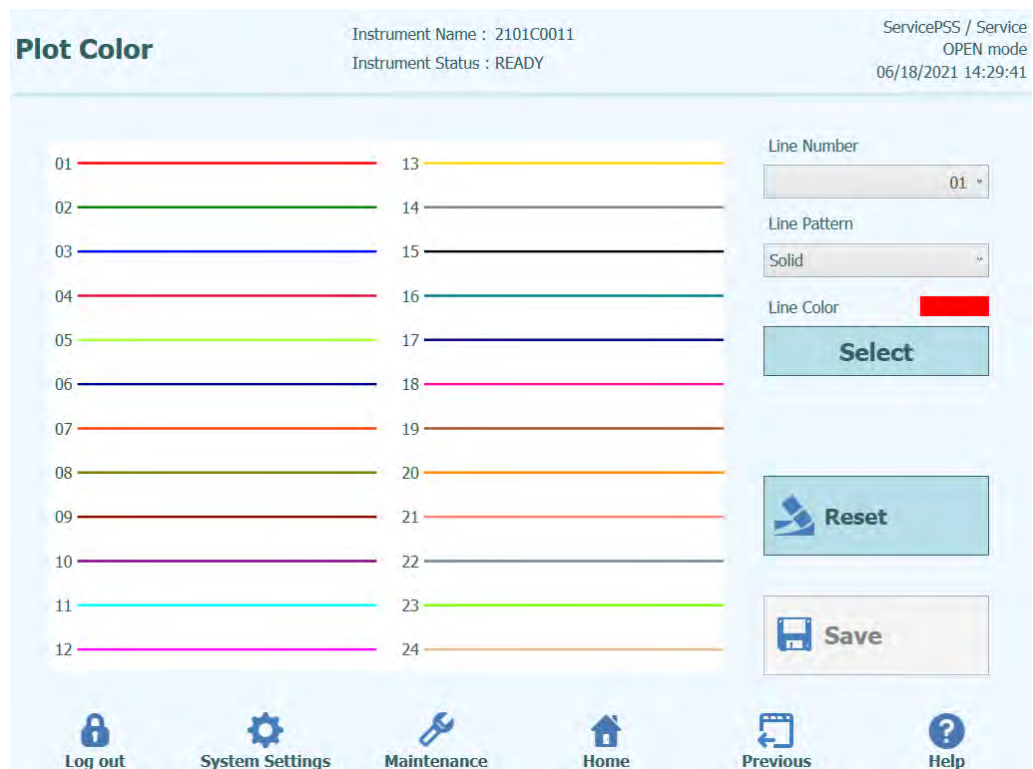 Plot Color
Instrument Name : 2101C0011
Instrument Status : READY
ServicePSS / Service
OPEN mode
06/18/2021 14:29:41
01
02
03
04
05
06
07
08
09
10
11
12
13
14
15
16
17
18
19
20
21
22
23
24
Line Number
01
Line Pattern
Solid
Line Color
Select
Reset
Save
Log out
System Settings
Maintenance
Home
Previous
Help